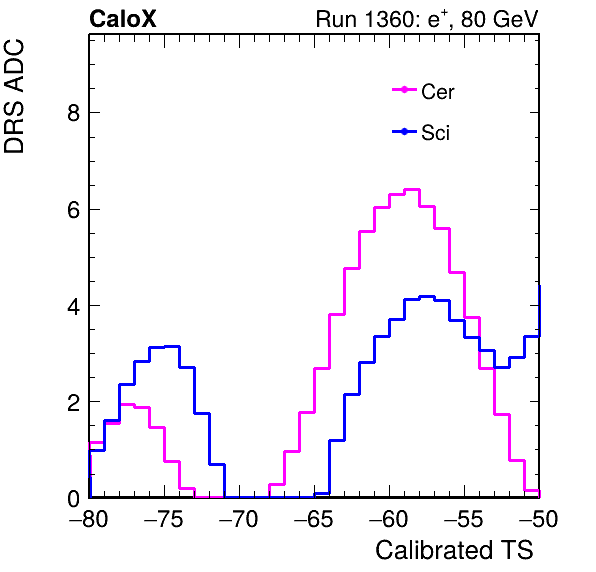 CaloX Run 1360: e⁺, 80 GeV
DRS ADC
Cer
Sci
8
6
4
2
0
−80 −75 −70 −65 −60 −55 −50
Calibrated TS